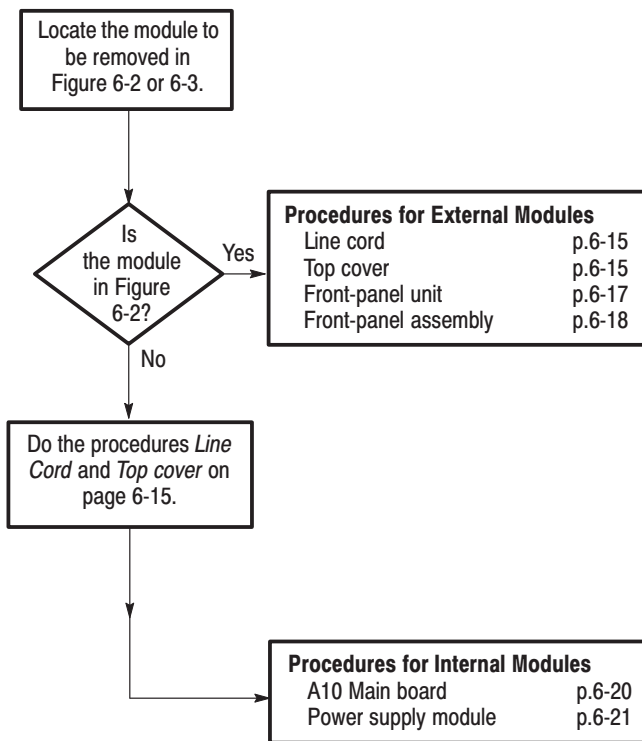 Locate the module to
be removed in
Figure 6-2 or 6-3.
Is
the module
in Figure
6-2?
Yes
No
Procedures for External Modules
Line cord p.6-15
Top cover p.6-15
Front-panel unit p.6-17
Front-panel assembly p.6-18
Do the procedures Line
Cord and Top cover on
page 6-15.
Procedures for Internal Modules
A10 Main board p.6-20
Power supply module p.6-21